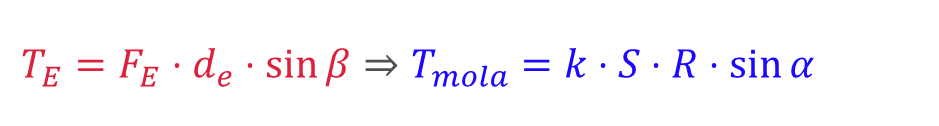 T_E = F_E · d_e · sin β ⇒ T_mola = k · S · R · sin α